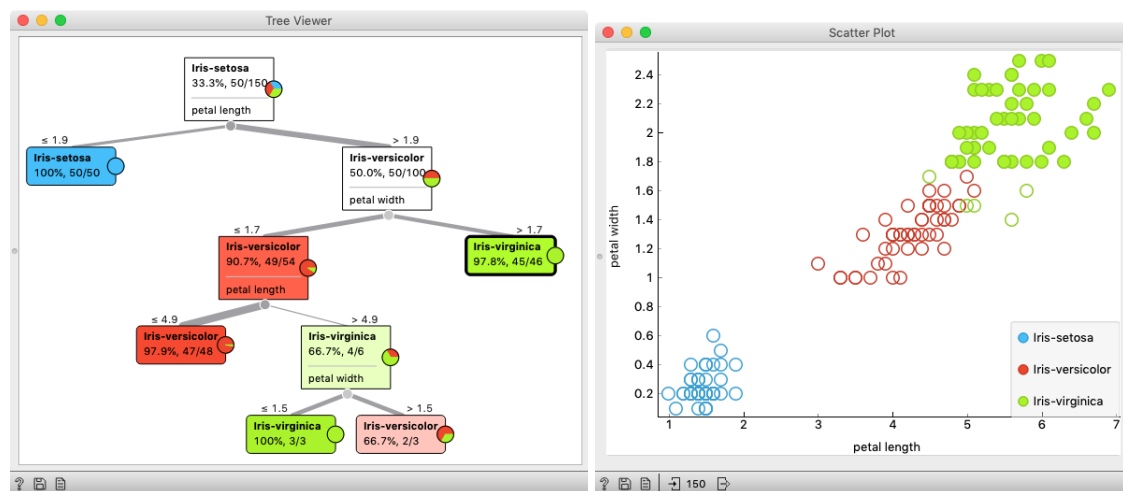 Tree Viewer
Iris-setosa
33.3%, 50/150
petal length
≤ 1.9
> 1.9
Iris-setosa
100%, 50/50
Iris-versicolor
50.0%, 50/100
petal width
≤ 1.7
> 1.7
Iris-versicolor
90.7%, 49/54
petal length
Iris-virginica
97.8%, 45/46
≤ 4.9
> 4.9
Iris-versicolor
97.9%, 47/48
Iris-virginica
66.7%, 4/6
petal width
≤ 1.5
> 1.5
Iris-virginica
100%, 3/3
Iris-versicolor
66.7%, 2/3
?
Scatter Plot
petal width
2.4
2.2
2
1.8
1.6
1.4
1.2
1
0.8
0.6
0.4
0.2
Iris-setosa
Iris-versicolor
Iris-virginica
1
2
3
4
5
6
7
petal length
?
150